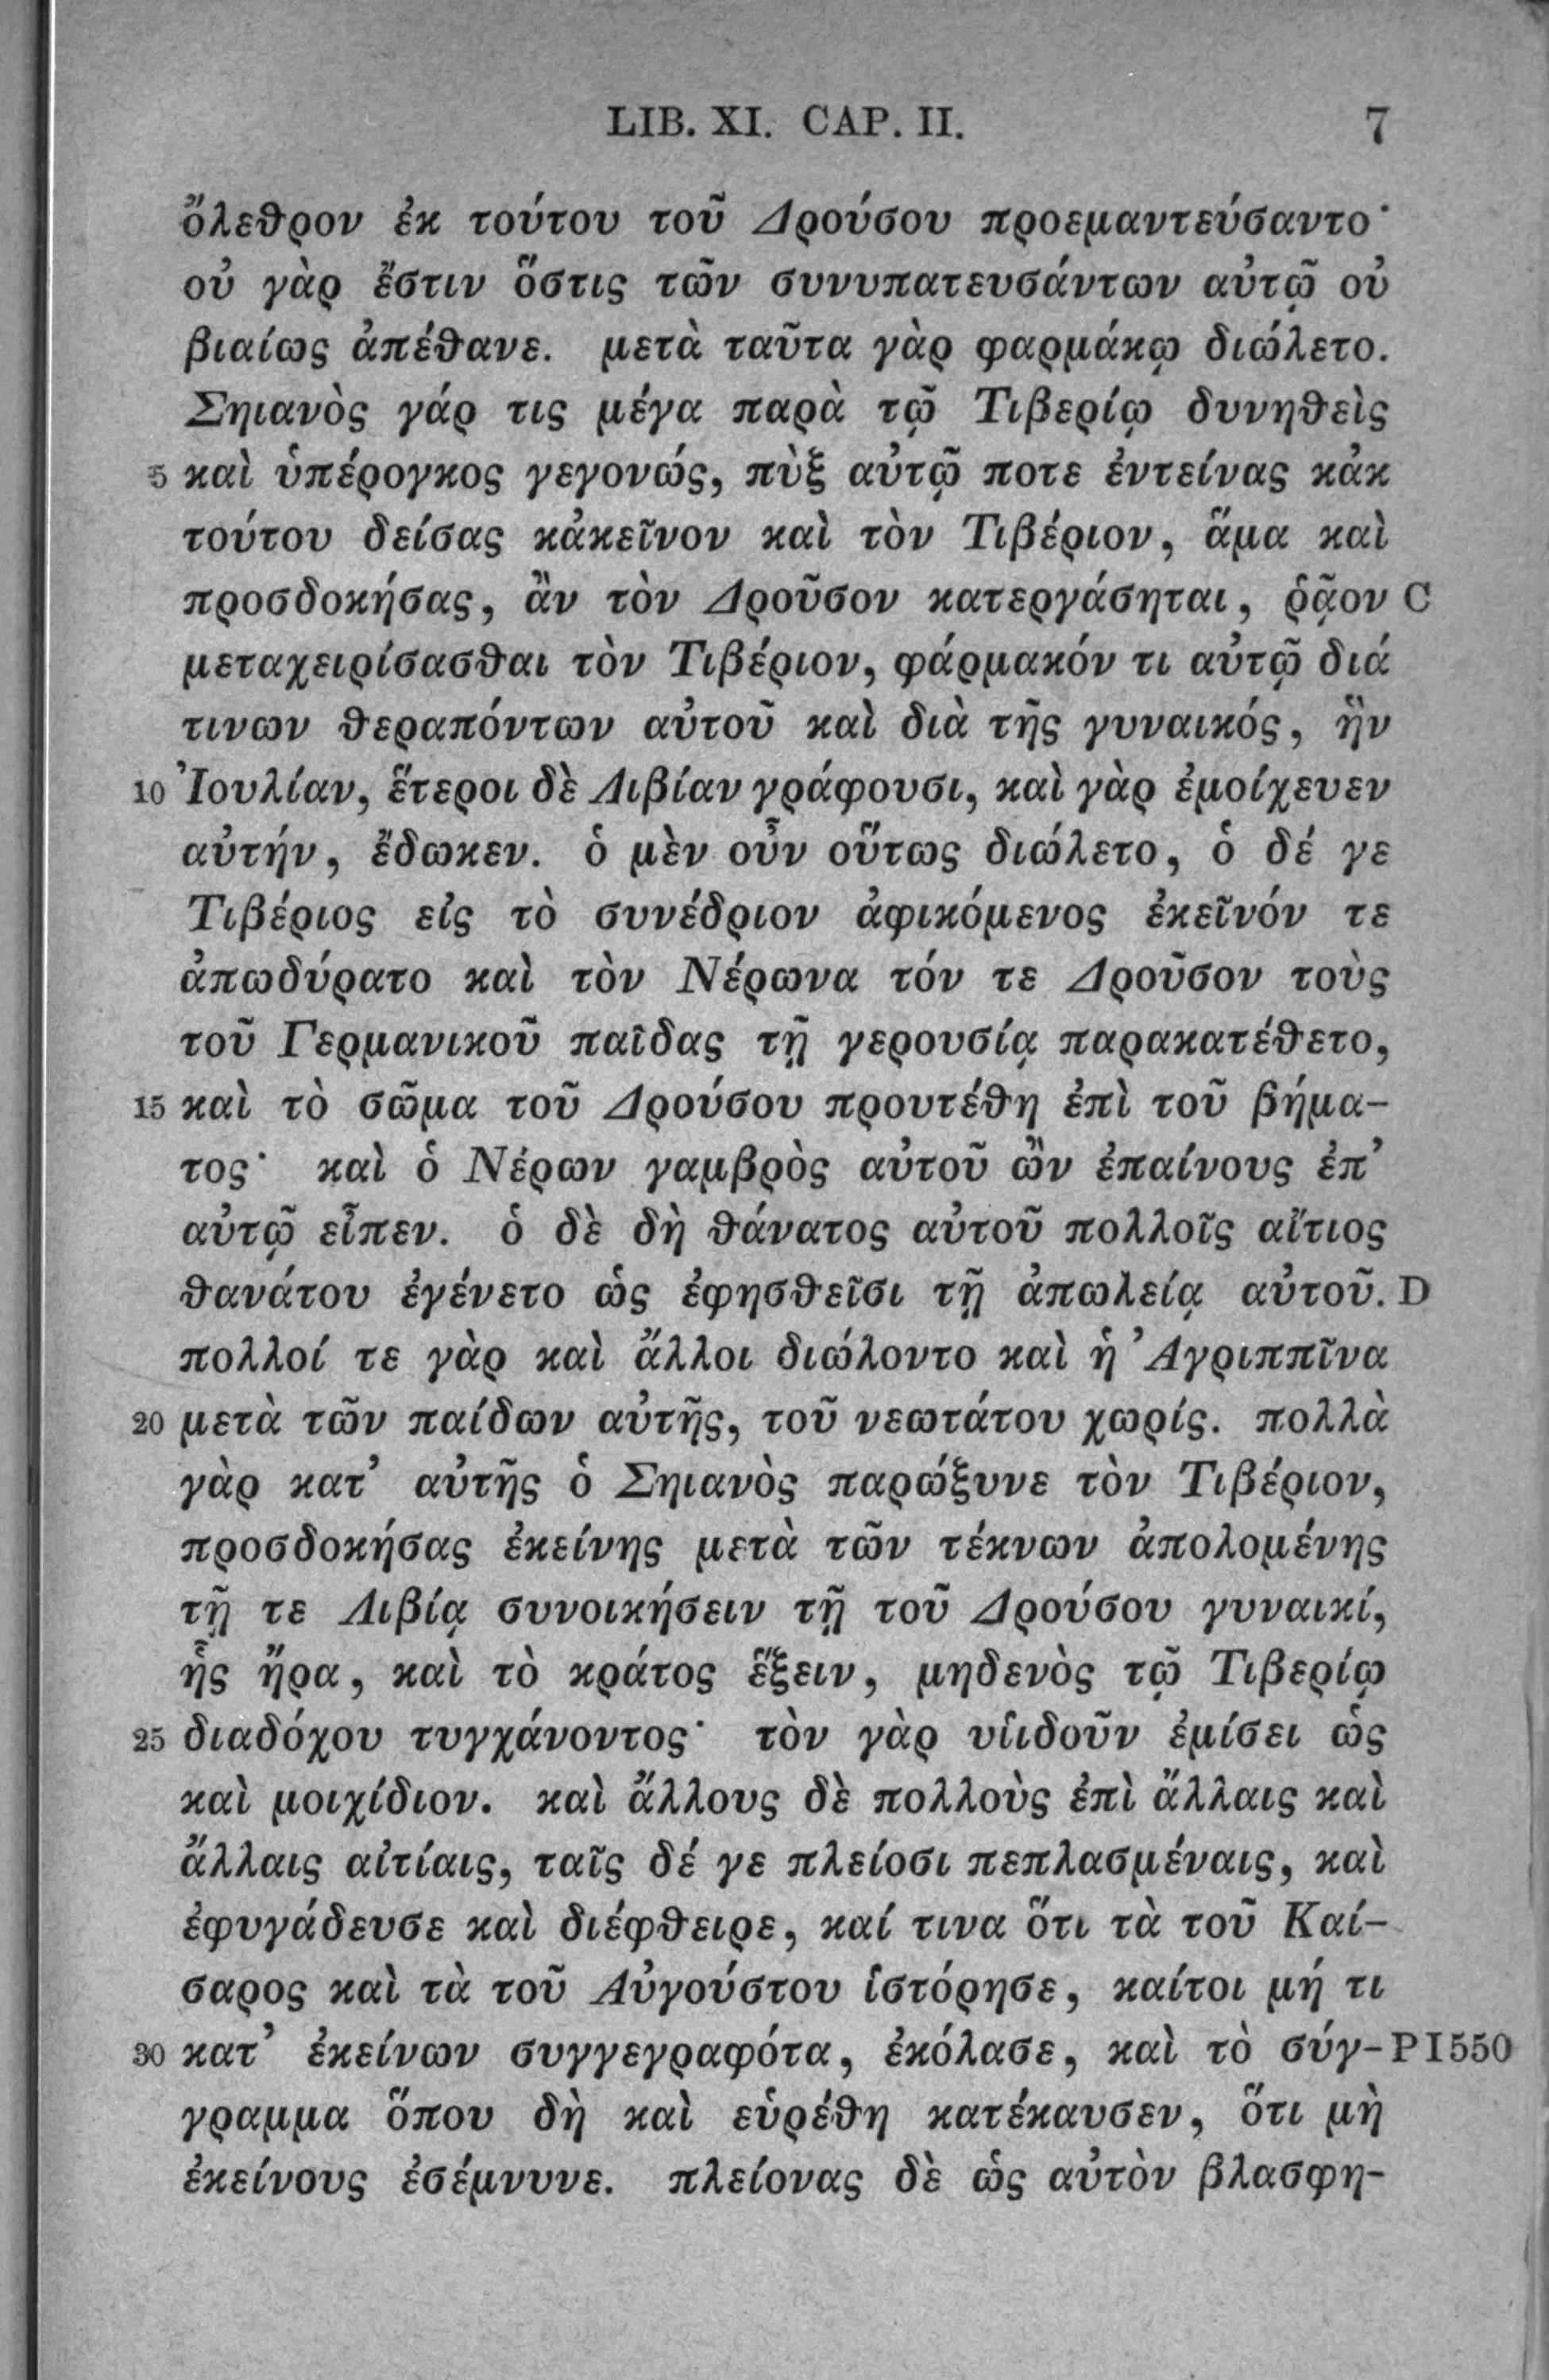 LIB. XI. CAP. II. 7
ὄλεθρον ἐκ τούτου τοῦ Δρούσου προεμαντεύσαντο·
οὐ γὰρ ἔστιν ὅστις τῶν συνυπατευσάντων αὐτῷ οὐ
βιαίως ἀπέθανε. μετὰ ταῦτα γὰρ φαρμάκῳ διώλετο.
Σηιανὸς γάρ τις μέγα παρὰ τῷ Τιβερίῳ δυνηθεὶς
5 καὶ ὑπέρογκος γεγονώς, πὺξ αὐτῷ ποτε ἐντείνας κἀκ
τούτου δείσας κἀκεῖνον καὶ τὸν Τιβέριον, ἅμα καὶ
προσδοκήσας, ἂν τὸν Δροῦσον κατεργάσηται, ῥᾷον C
μεταχειρίσασθαι τὸν Τιβέριον, φάρμακόν τι αὐτῷ διά
τινων θεραπόντων αὐτοῦ καὶ διὰ τῆς γυναικός, ἣν
10 Ἰουλίαν, ἕτεροι δὲ Λιβίαν γράφουσι, καὶ γὰρ ἐμοίχευεν
αὐτήν, ἔδωκεν. ὁ μὲν οὖν οὕτως διώλετο, ὁ δέ γε
Τιβέριος εἰς τὸ συνέδριον ἀφικόμενος ἐκεῖνόν τε
ἀπωδύρατο καὶ τὸν Νέρωνα τόν τε Δροῦσον τοὺς
τοῦ Γερμανικοῦ παῖδας τῇ γερουσίᾳ παρακατέθετο,
15 καὶ τὸ σῶμα τοῦ Δρούσου προυτέθη ἐπὶ τοῦ βήμα-
τος· καὶ ὁ Νέρων γαμβρὸς αὐτοῦ ὢν ἐπαίνους ἐπ’
αὐτῷ εἶπεν. ὁ δὲ δὴ θάνατος αὐτοῦ πολλοῖς αἴτιος
θανάτου ἐγένετο ὡς ἐφησθεῖσι τῇ ἀπωλείᾳ αὐτοῦ. D
πολλοί τε γὰρ καὶ ἄλλοι διώλοντο καὶ ἡ Ἀγριππῖνα
20 μετὰ τῶν παίδων αὐτῆς, τοῦ νεωτάτου χωρίς. πολλὰ
γὰρ κατ’ αὐτῆς ὁ Σηιανὸς παρώξυνε τὸν Τιβέριον,
προσδοκήσας ἐκείνης μετὰ τῶν τέκνων ἀπολομένης
τῇ τε Λιβίᾳ συνοικήσειν τῇ τοῦ Δρούσου γυναικί,
ἧς ἤρα, καὶ τὸ κράτος ἕξειν, μηδενὸς τῷ Τιβερίῳ
25 διαδόχου τυγχάνοντος· τὸν γὰρ υἱιδοῦν ἐμίσει ὡς
καὶ μοιχίδιον. καὶ ἄλλους δὲ πολλοὺς ἐπὶ ἄλλαις καὶ
ἄλλαις αἰτίαις, ταῖς δέ γε πλείοσι πεπλασμέναις, καὶ
ἐφυγάδευσε καὶ διέφθειρε, καί τινα ὅτι τὰ τοῦ Καί-
σαρος καὶ τὰ τοῦ Αὐγούστου ἱστόρησε, καίτοι μή τι
30 κατ’ ἐκείνων συγγεγραφότα, ἐκόλασε, καὶ τὸ σύγ- P I 550
γραμμα ὅπου δὴ καὶ εὑρέθη κατέκαυσεν, ὅτι μὴ
ἐκείνους ἐσέμνυνε. πλείονας δὲ ὡς αὐτὸν βλασφη-